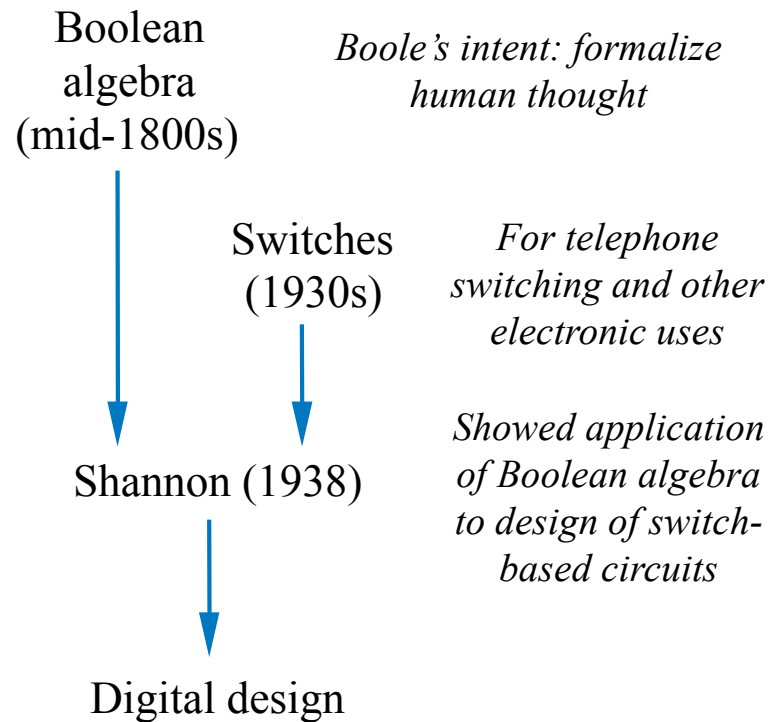 Boolean
algebra
(mid-1800s)
Boole’s intent: formalize
human thought
Switches
(1930s)
For telephone
switching and other
electronic uses
Shannon (1938)
Showed application
of Boolean algebra
to design of switch-
based circuits
Digital design